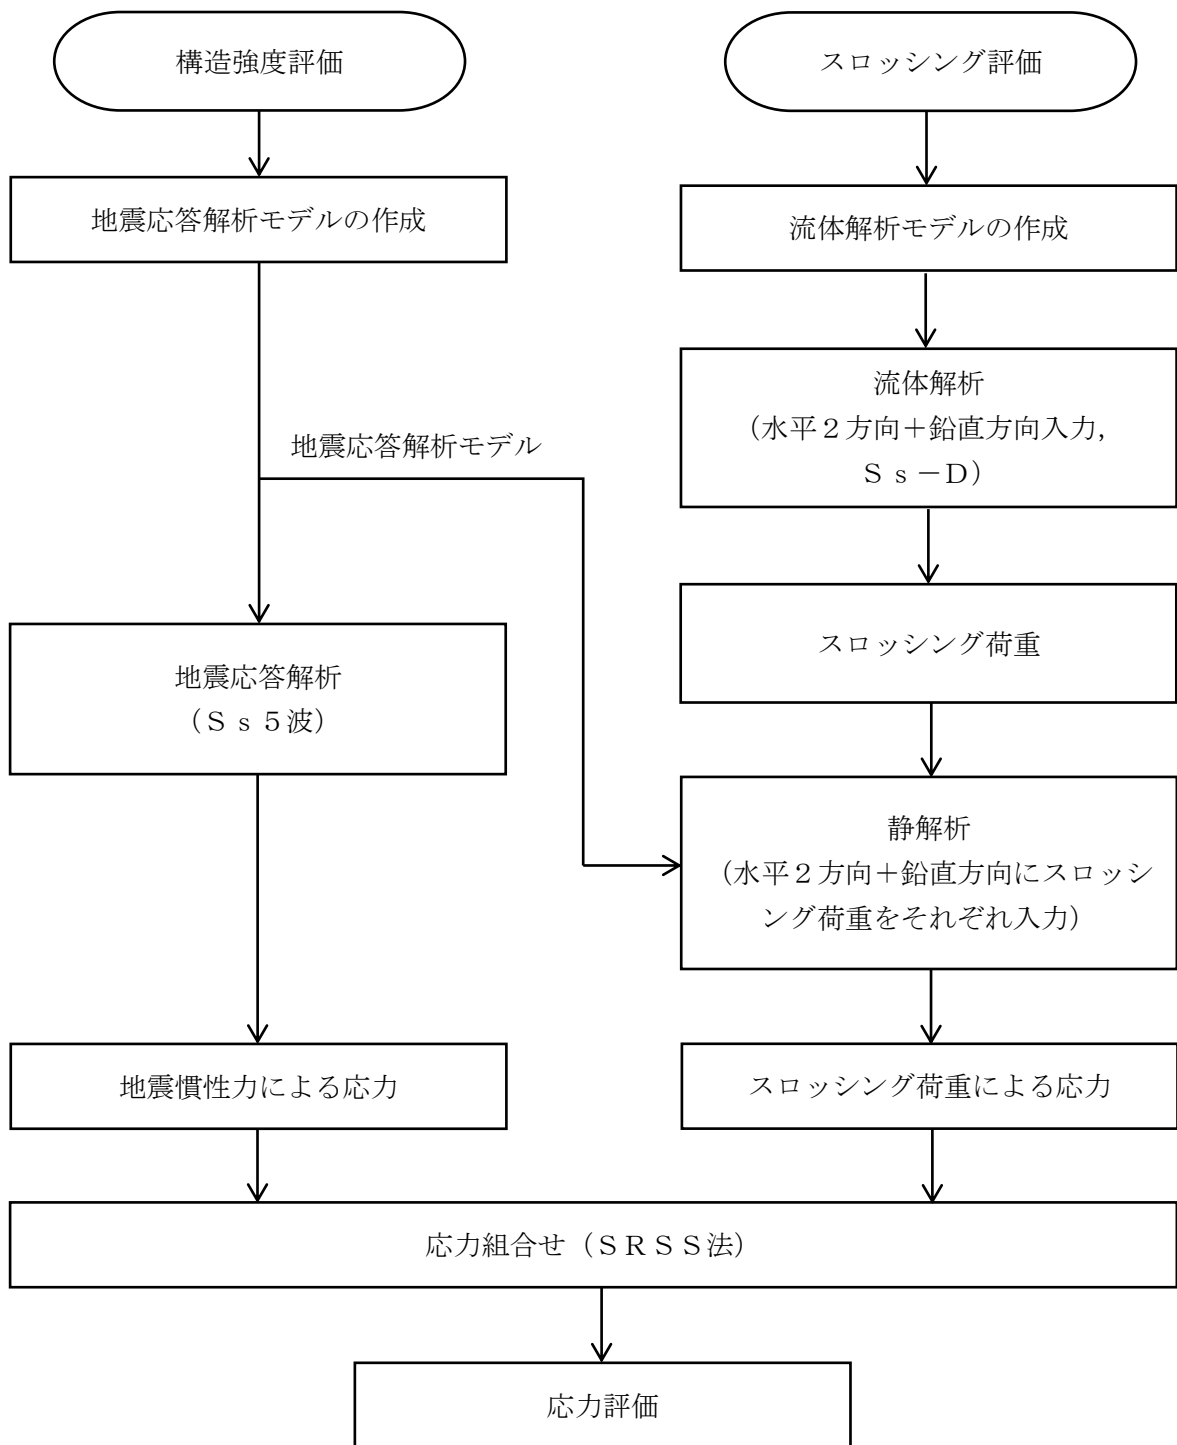 構造強度評価
スロッシング評価
地震応答解析モデルの作成
流体解析モデルの作成
流体解析
（水平２方向＋鉛直方向入力，
Ｓｓ－Ｄ）
地震応答解析モデル
スロッシング荷重
地震応答解析
（Ｓｓ５波）
静解析
（水平２方向＋鉛直方向にスロッシ
ング荷重をそれぞれ入力）
地震慣性力による応力
スロッシング荷重による応力
応力組合せ（ＳＲＳＳ法）
応力評価